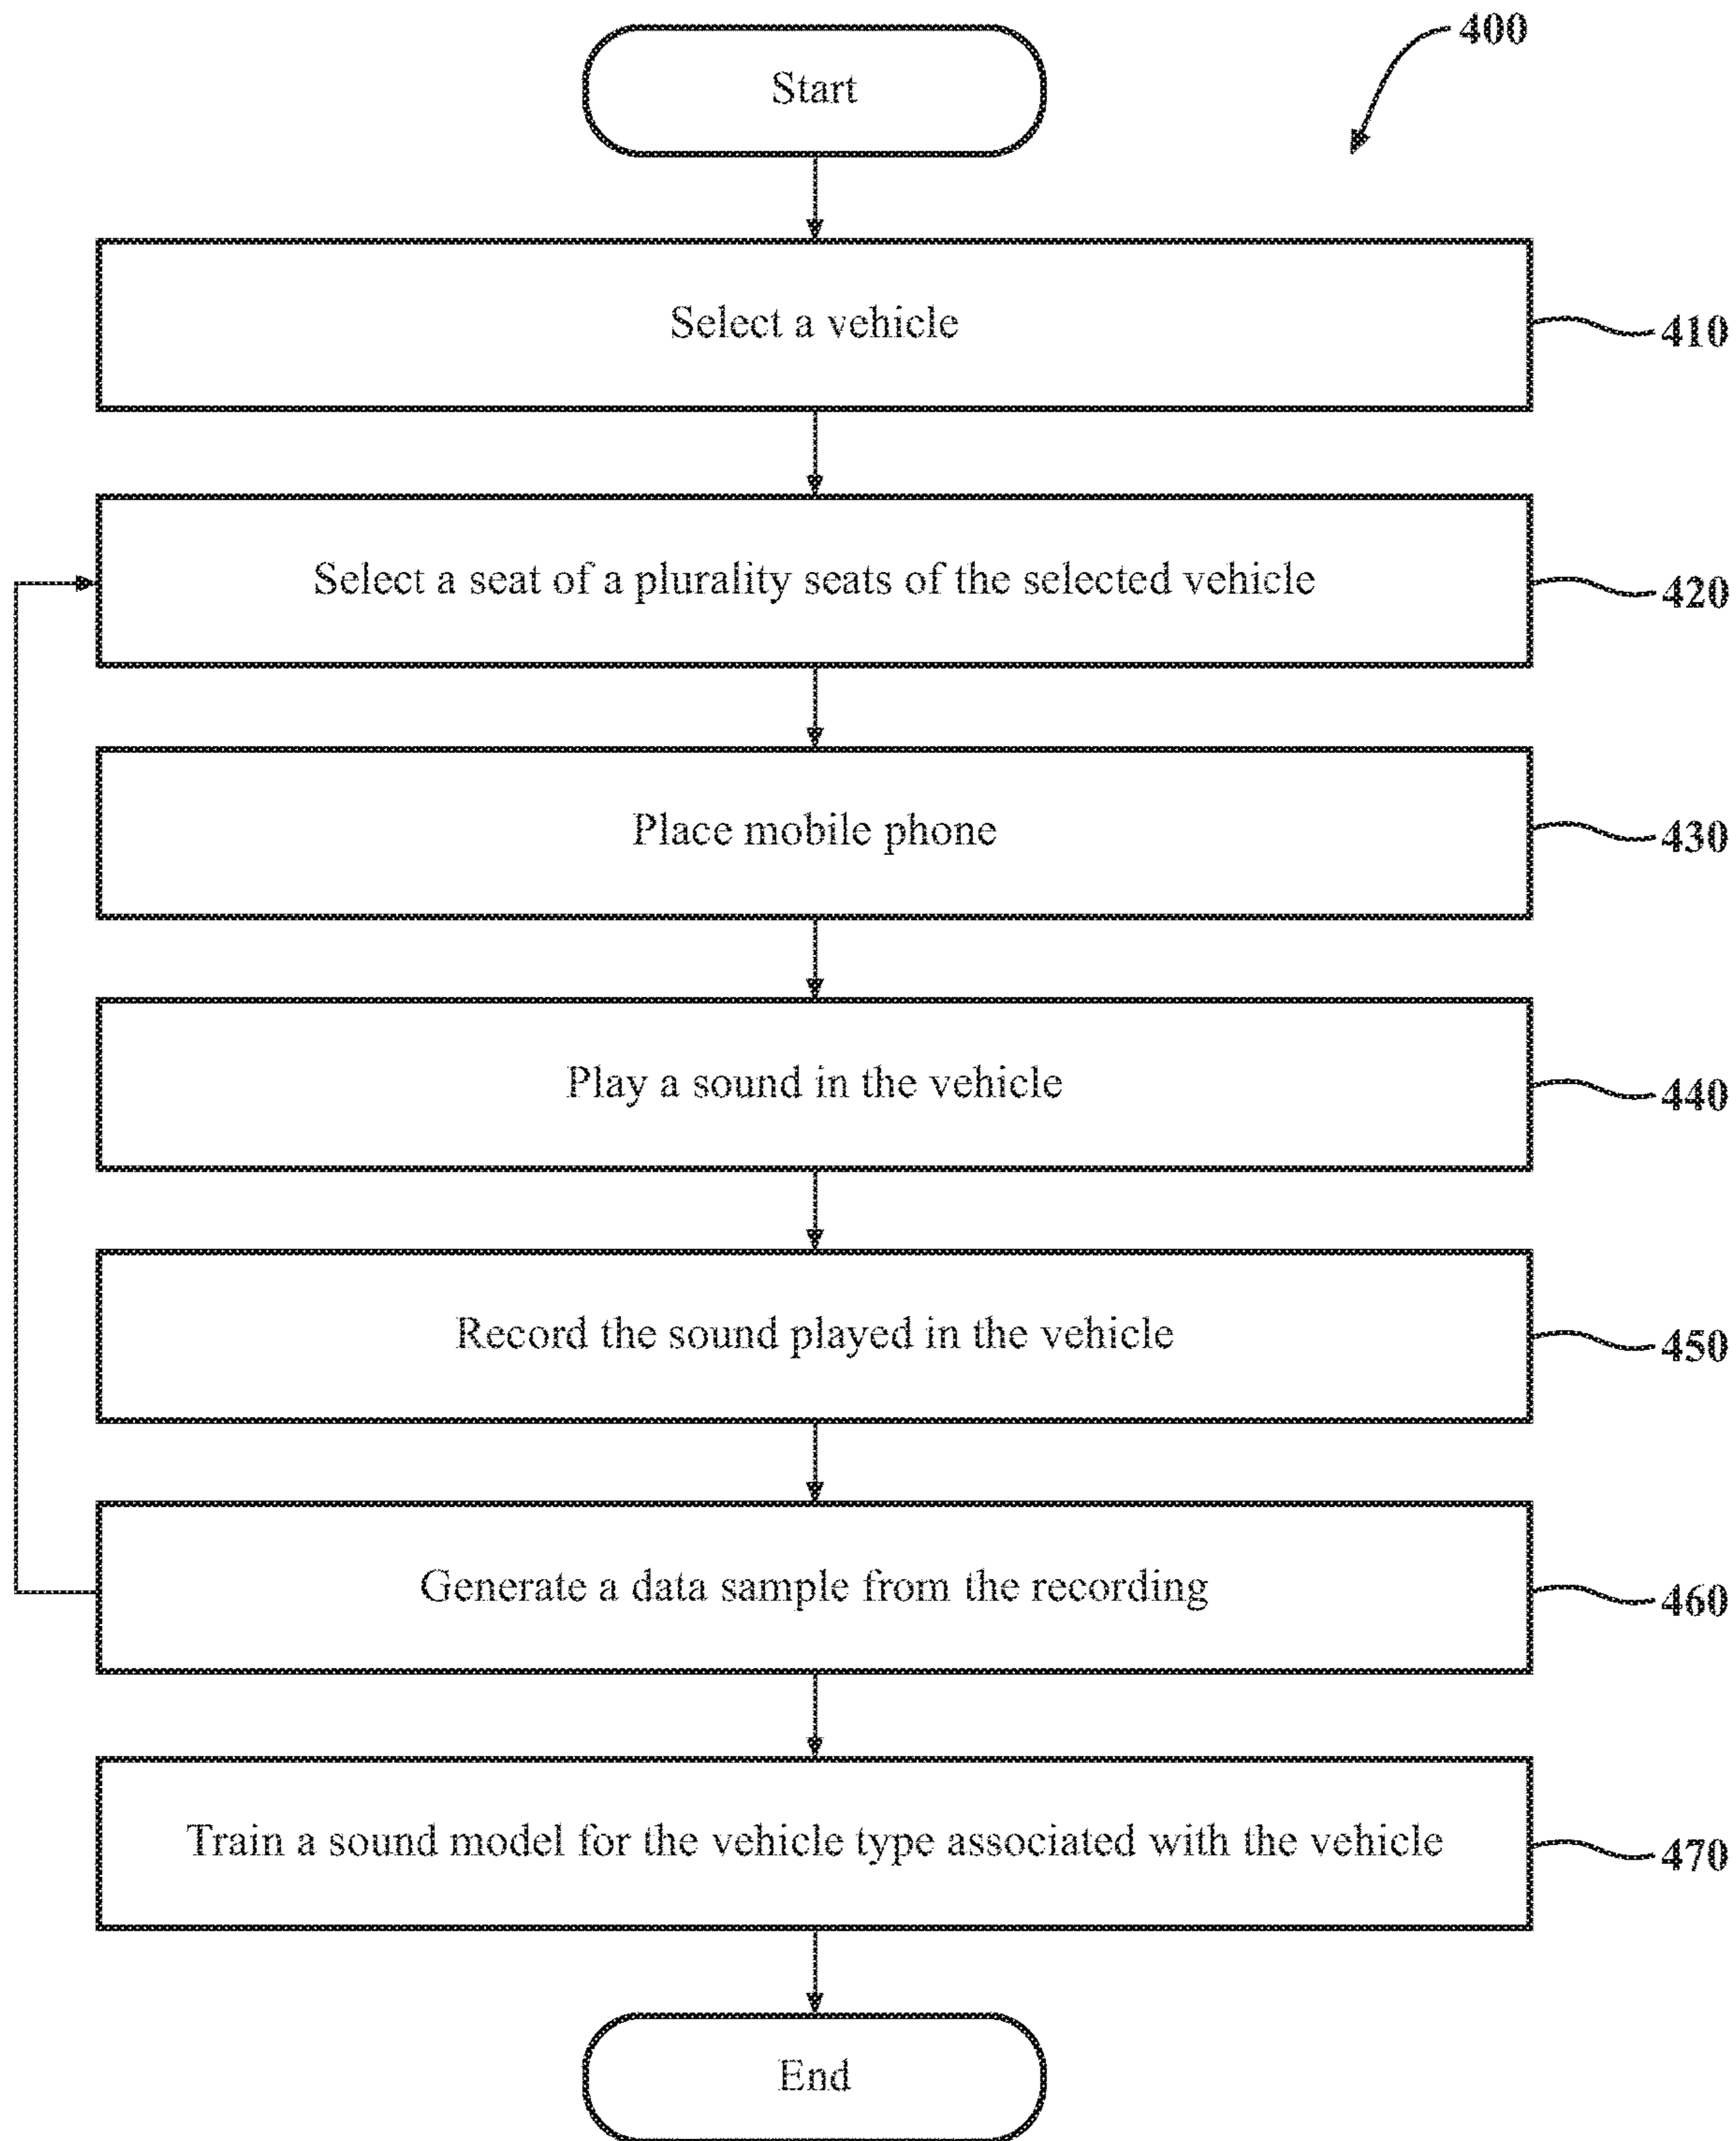 400
Start
Select a vehicle
410
Select a seat of a plurality seats of the selected vehicle
420
Place mobile phone
430
Play a sound in the vehicle
440
Record the sound played in the vehicle
450
Generate a data sample from the recording
460
Train a sound model for the vehicle type associated with the vehicle
470
End